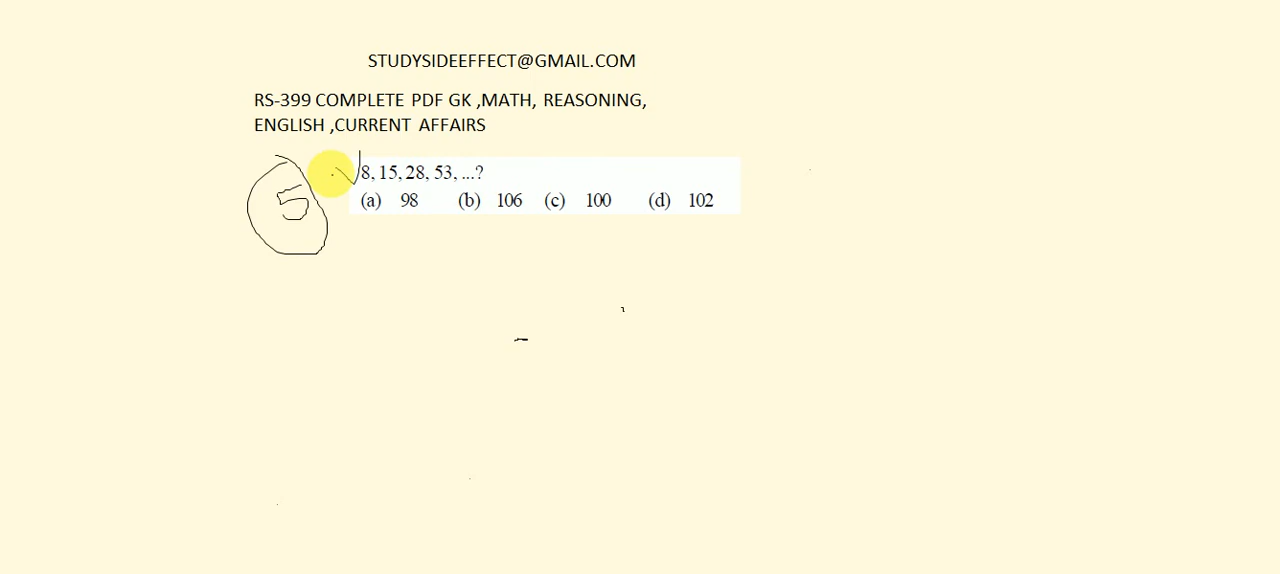 STUDYSIDEEFFECT@GMAIL.COM
RS-399 COMPLETE PDF GK ,MATH, REASONING,
ENGLISH ,CURRENT AFFAIRS
8, 15, 28, 53, ...?
5
(a) 98 (b) 106 (c) 100 (d) 102